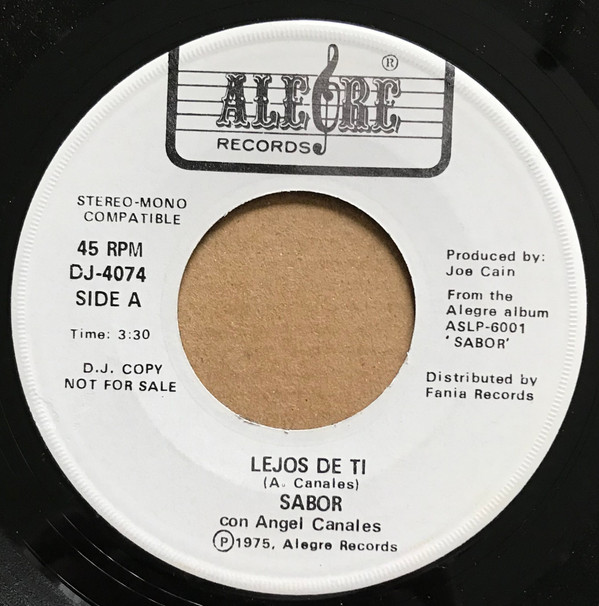 ALEGRE ®
RECORDS
STEREO-MONO
COMPATIBLE
45 RPM
DJ-4074
SIDE A
Time: 3:30
D.J. COPY
NOT FOR SALE
Produced by:
Joe Cain
From the
Alegre album
ASLP-6001
'SABOR'
Distributed by
Fania Records
LEJOS DE TI
(A. Canales)
SABOR
con Angel Canales
Ⓟ1975, Alegre Records